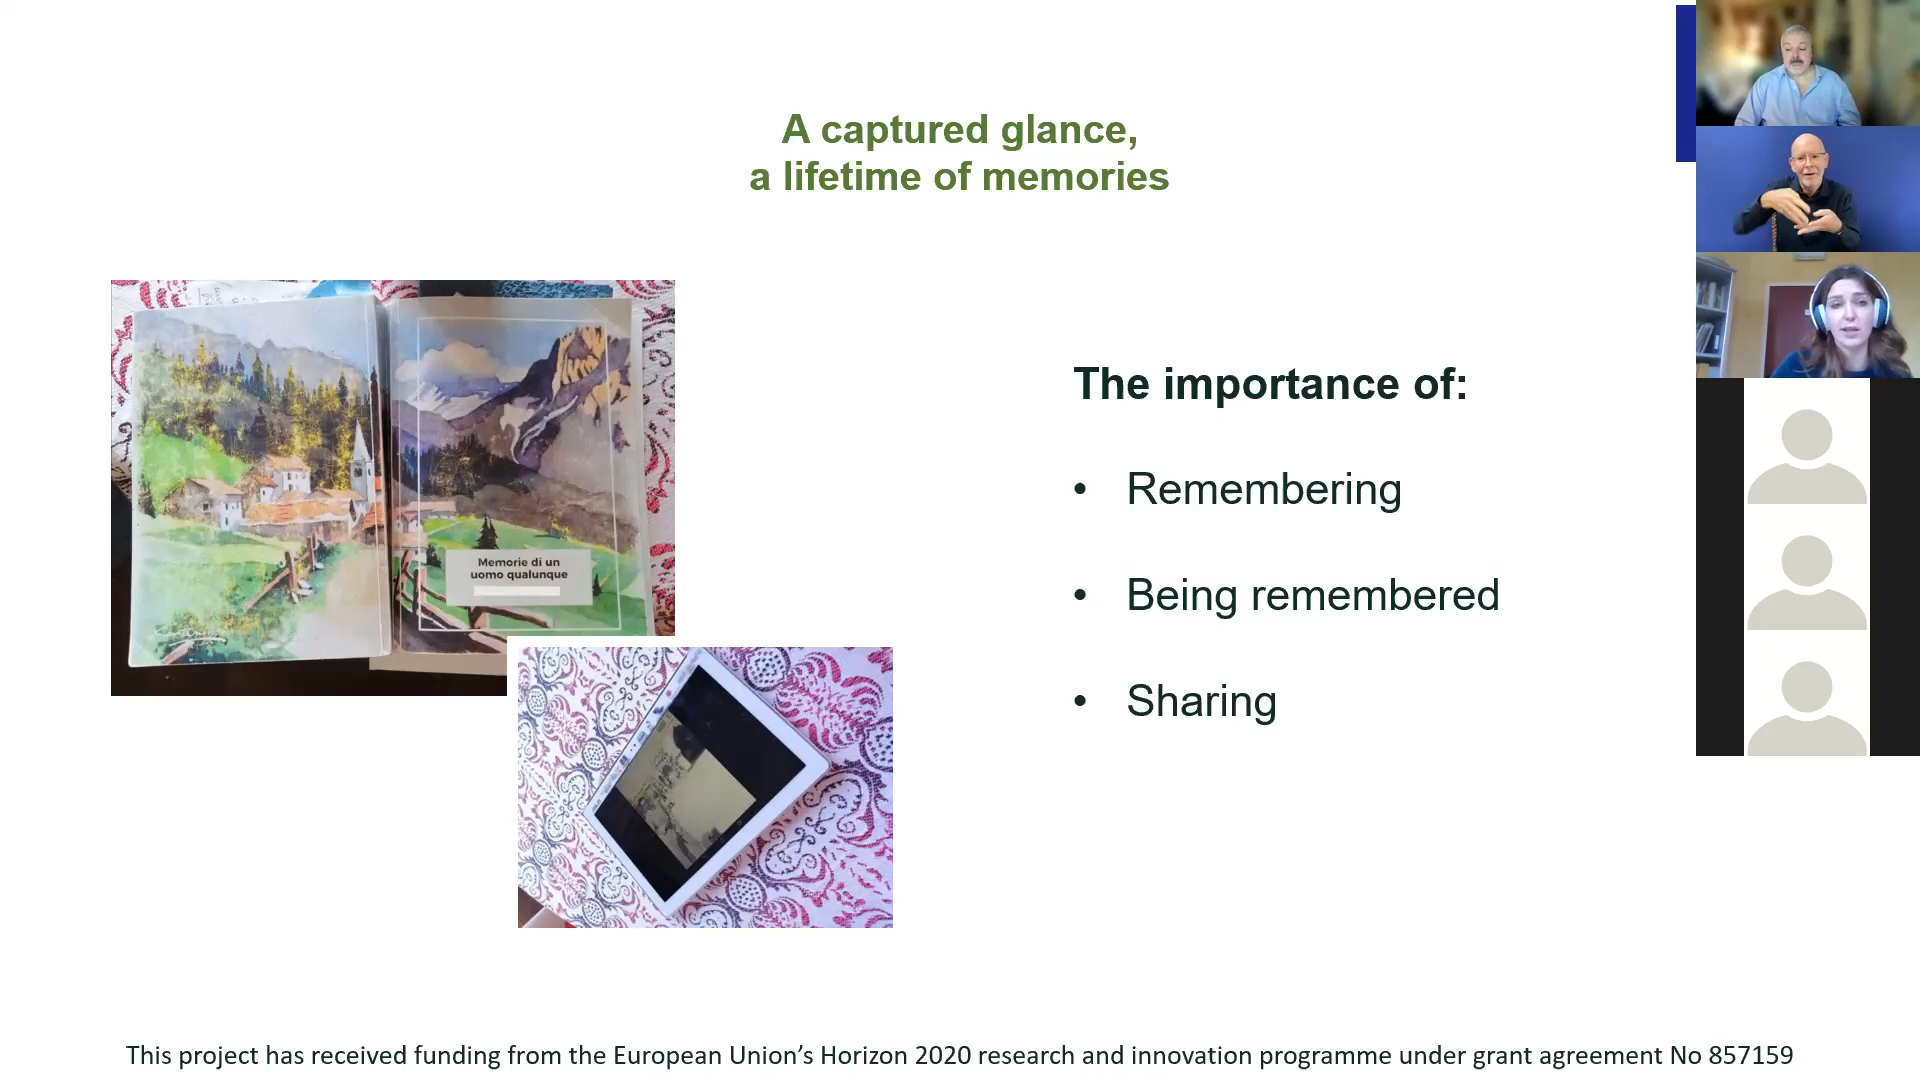 A captured glance,
a lifetime of memories
Memorie di un
uomo qualunque
The importance of:
• Remembering
• Being remembered
• Sharing
This project has received funding from the European Union’s Horizon 2020 research and innovation programme under grant agreement No 857159